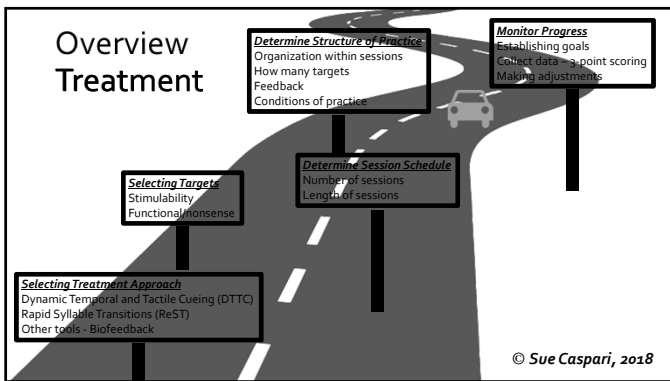 Overview
Treatment
Determine Structure of Practice
Organization within sessions
How many targets
Feedback
Conditions of practice
Monitor Progress
Establishing goals
Collect data – 3-point scoring
Making adjustments
Selecting Targets
Stimulability
Functional/nonsense
Determine Session Schedule
Number of sessions
Length of sessions
Selecting Treatment Approach
Dynamic Temporal and Tactile Cueing (DTTC)
Rapid Syllable Transitions (ReST)
Other tools - Biofeedback
© Sue Caspari, 2018